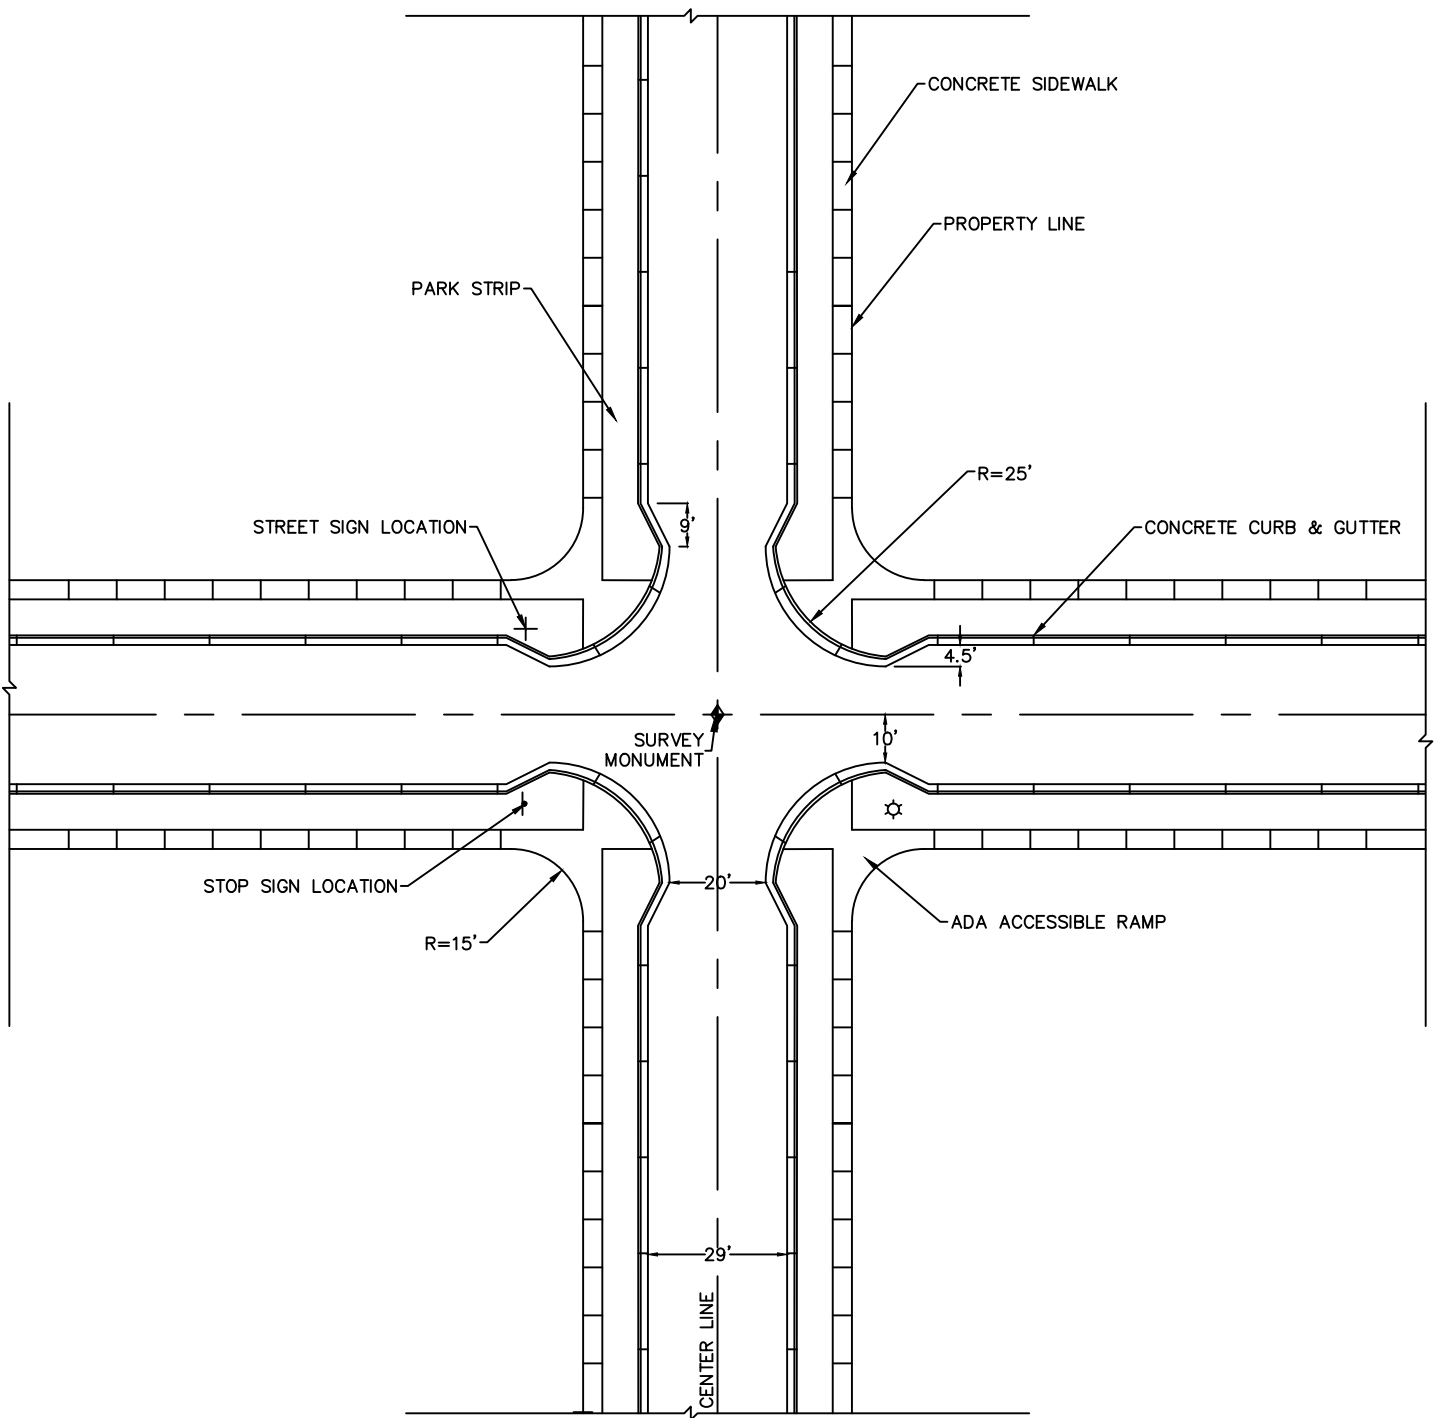 CONCRETE SIDEWALK
PROPERTY LINE
PARK STRIP
R=25'
STREET SIGN LOCATION
9'
CONCRETE CURB & GUTTER
4.5'
SURVEY
MONUMENT
10'
STOP SIGN LOCATION
20'
ADA ACCESSIBLE RAMP
R=15'
29'
CENTER LINE